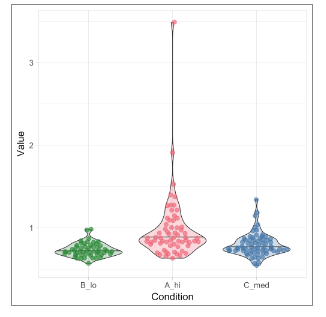 3
2
1
Value
B_lo A_hi C_med
Condition